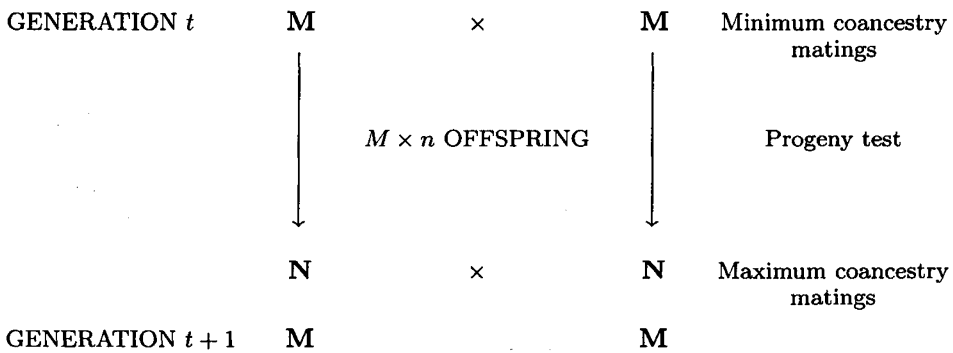 GENERATION t M × M Minimum coancestry
matings
M × n OFFSPRING Progeny test
N × N Maximum coancestry
matings
GENERATION t + 1 M M